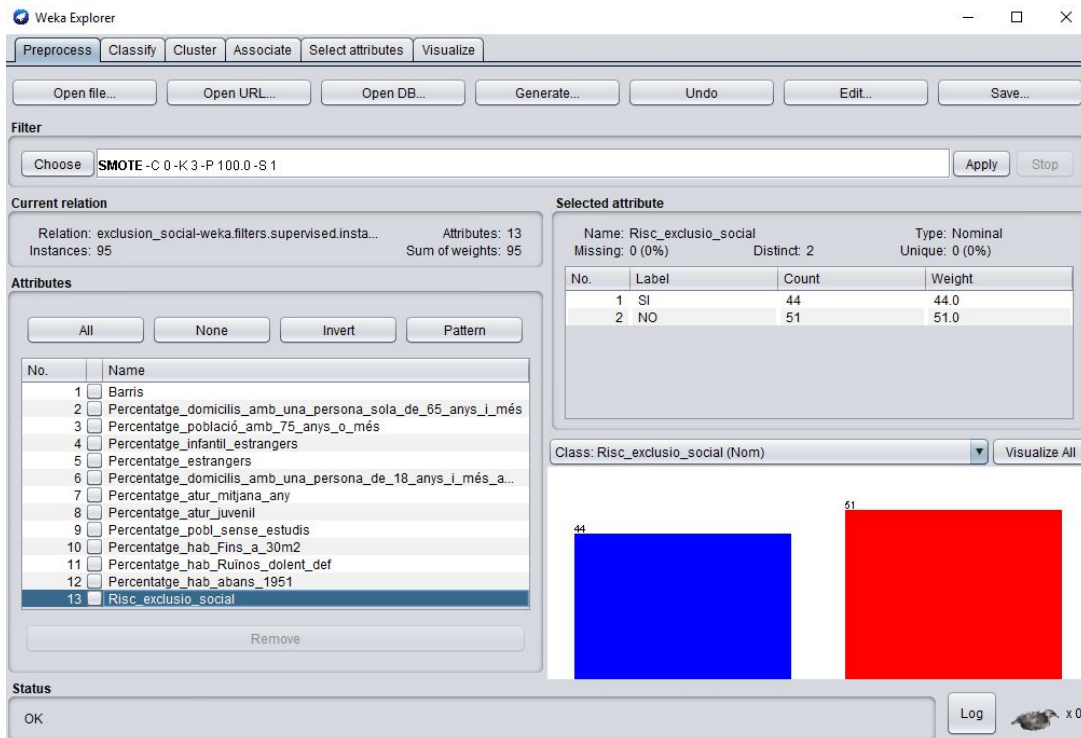 Weka Explorer
Preprocess Classify Cluster Associate Select attributes Visualize
Open file... Open URL... Open DB... Generate... Undo Edit... Save...
Filter
Choose SMOTE -C 0 -K 3 -P 100.0 -S 1 Apply Stop
Current relation
Relation: exclusion_social-weka.filters.supervised.insta... Attributes: 13
Instances: 95 Sum of weights: 95
Attributes
All None Invert Pattern
No. Name
1 Barris
2 Percentatge_domicilis_amb_una_persona_sola_de_65_anys_i_més
3 Percentatge_població_amb_75_anys_o_més
4 Percentatge_infantil_estrangers
5 Percentatge_estrangers
6 Percentatge_domicilis_amb_una_persona_de_18_anys_i_més_a...
7 Percentatge_atur_mitjana_any
8 Percentatge_atur_juvenil
9 Percentatge_pobl_sense_estudis
10 Percentatge_hab_Fins_a_30m2
11 Percentatge_hab_Ruïnos_dolent_def
12 Percentatge_hab_abans_1951
13 Risc_exclusio_social
Remove
Selected attribute
Name: Risc_exclusio_social Type: Nominal
Missing: 0 (0%) Distinct: 2 Unique: 0 (0%)
No. Label Count Weight
1 SI 44 44.0
2 NO 51 51.0
Class: Risc_exclusio_social (Nom) Visualize All
44
51
Status
OK
Log x 0